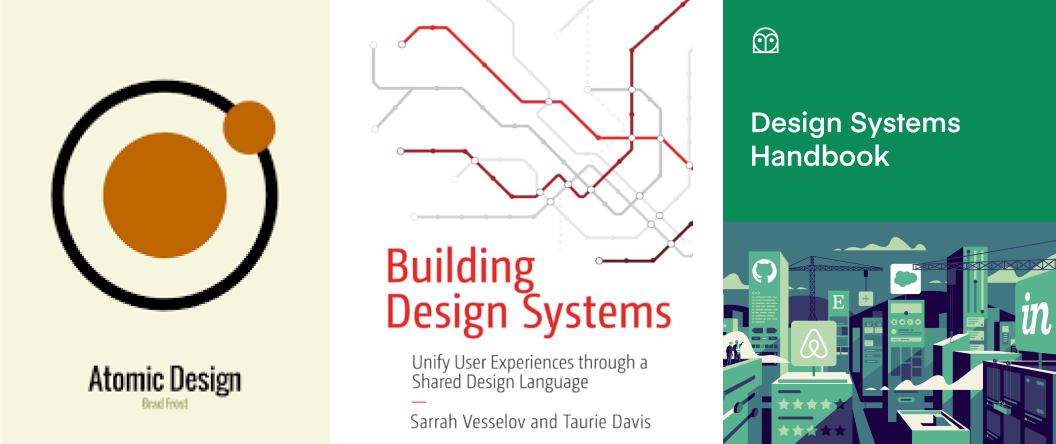 Atomic Design
Brad Frost
Building
Design Systems
Unify User Experiences through a
Shared Design Language
Sarrah Vesselov and Taurie Davis
Design Systems
Handbook
E
in